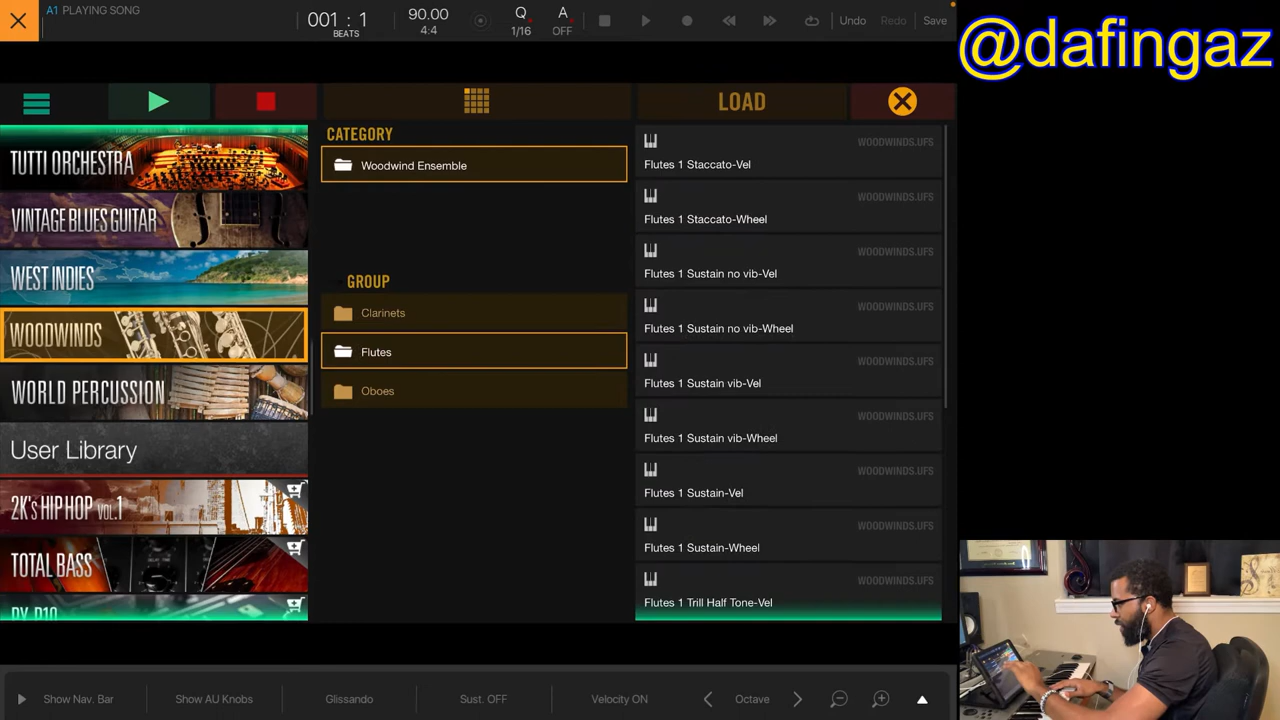 A1 PLAYING SONG
001 : 1
BEATS
90.00
4:4
Q
1/16
A
OFF
Undo
Redo
Save
@dafingaz
LOAD
TUTTI ORCHESTRA
VINTAGE BLUES GUITAR
WEST INDIES
WOODWINDS
WORLD PERCUSSION
User Library
2K's HIP HOP VOL.1
TOTAL BASS
CATEGORY
Woodwind Ensemble
GROUP
Clarinets
Flutes
Oboes
WOODWINDS.UFS
Flutes 1 Staccato-Vel
WOODWINDS.UFS
Flutes 1 Staccato-Wheel
WOODWINDS.UFS
Flutes 1 Sustain no vib-Vel
WOODWINDS.UFS
Flutes 1 Sustain no vib-Wheel
WOODWINDS.UFS
Flutes 1 Sustain vib-Vel
WOODWINDS.UFS
Flutes 1 Sustain vib-Wheel
WOODWINDS.UFS
Flutes 1 Sustain-Vel
WOODWINDS.UFS
Flutes 1 Sustain-Wheel
WOODWINDS.UFS
Flutes 1 Trill Half Tone-Vel
Show Nav. Bar
Show AU Knobs
Glissando
Sust. OFF
Velocity ON
Octave